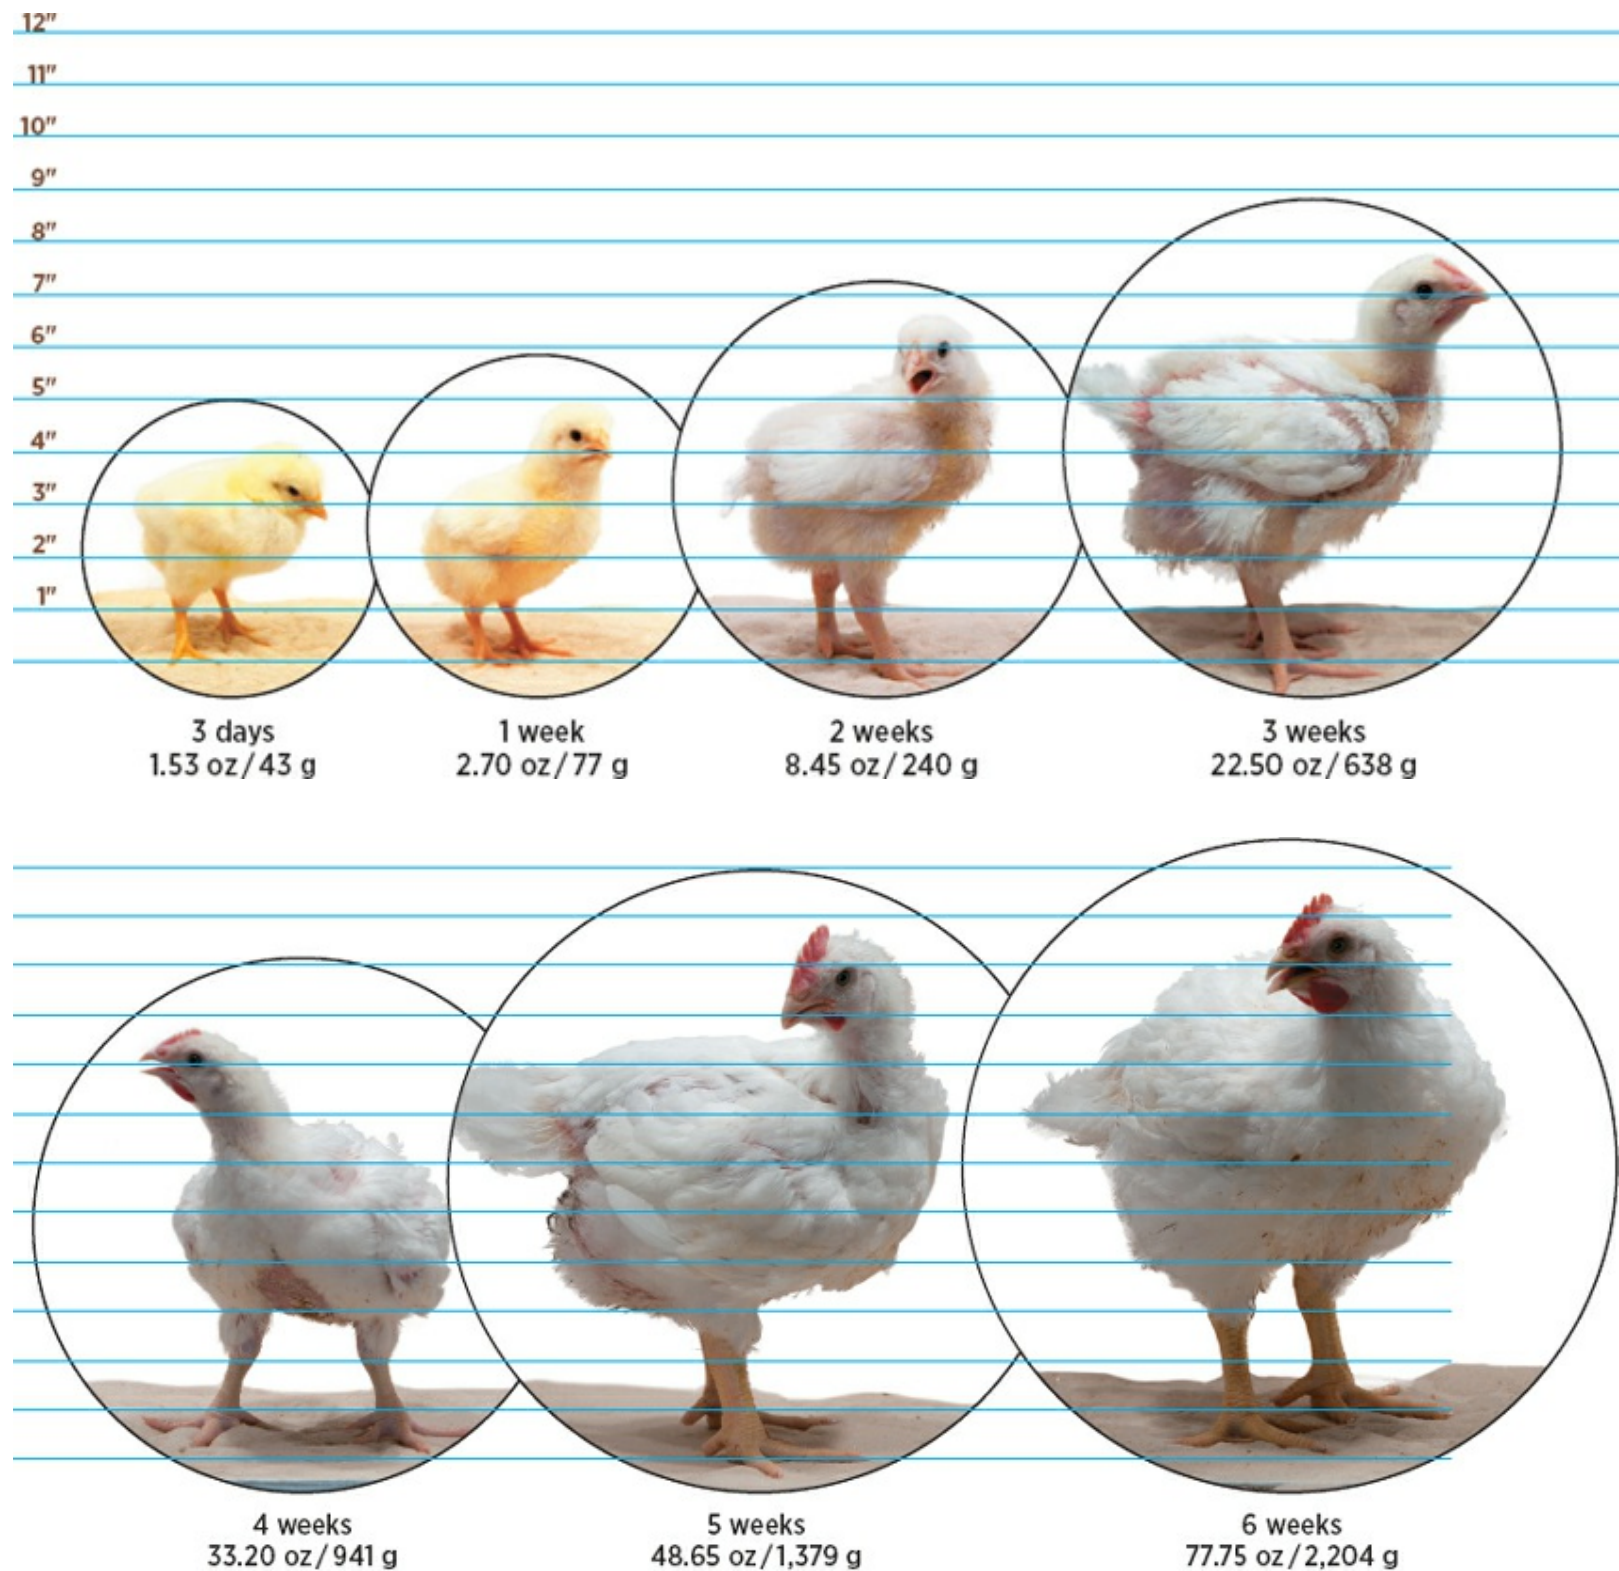 12"
11"
10"
9"
8"
7"
6"
5"
4"
3"
2"
1"
3 days
1.53 oz/43 g
1 week
2.70 oz/77 g
2 weeks
8.45 oz/240 g
3 weeks
22.50 oz/638 g
4 weeks
33.20 oz/941 g
5 weeks
48.65 oz/1,379 g
6 weeks
77.75 oz/2,204 g